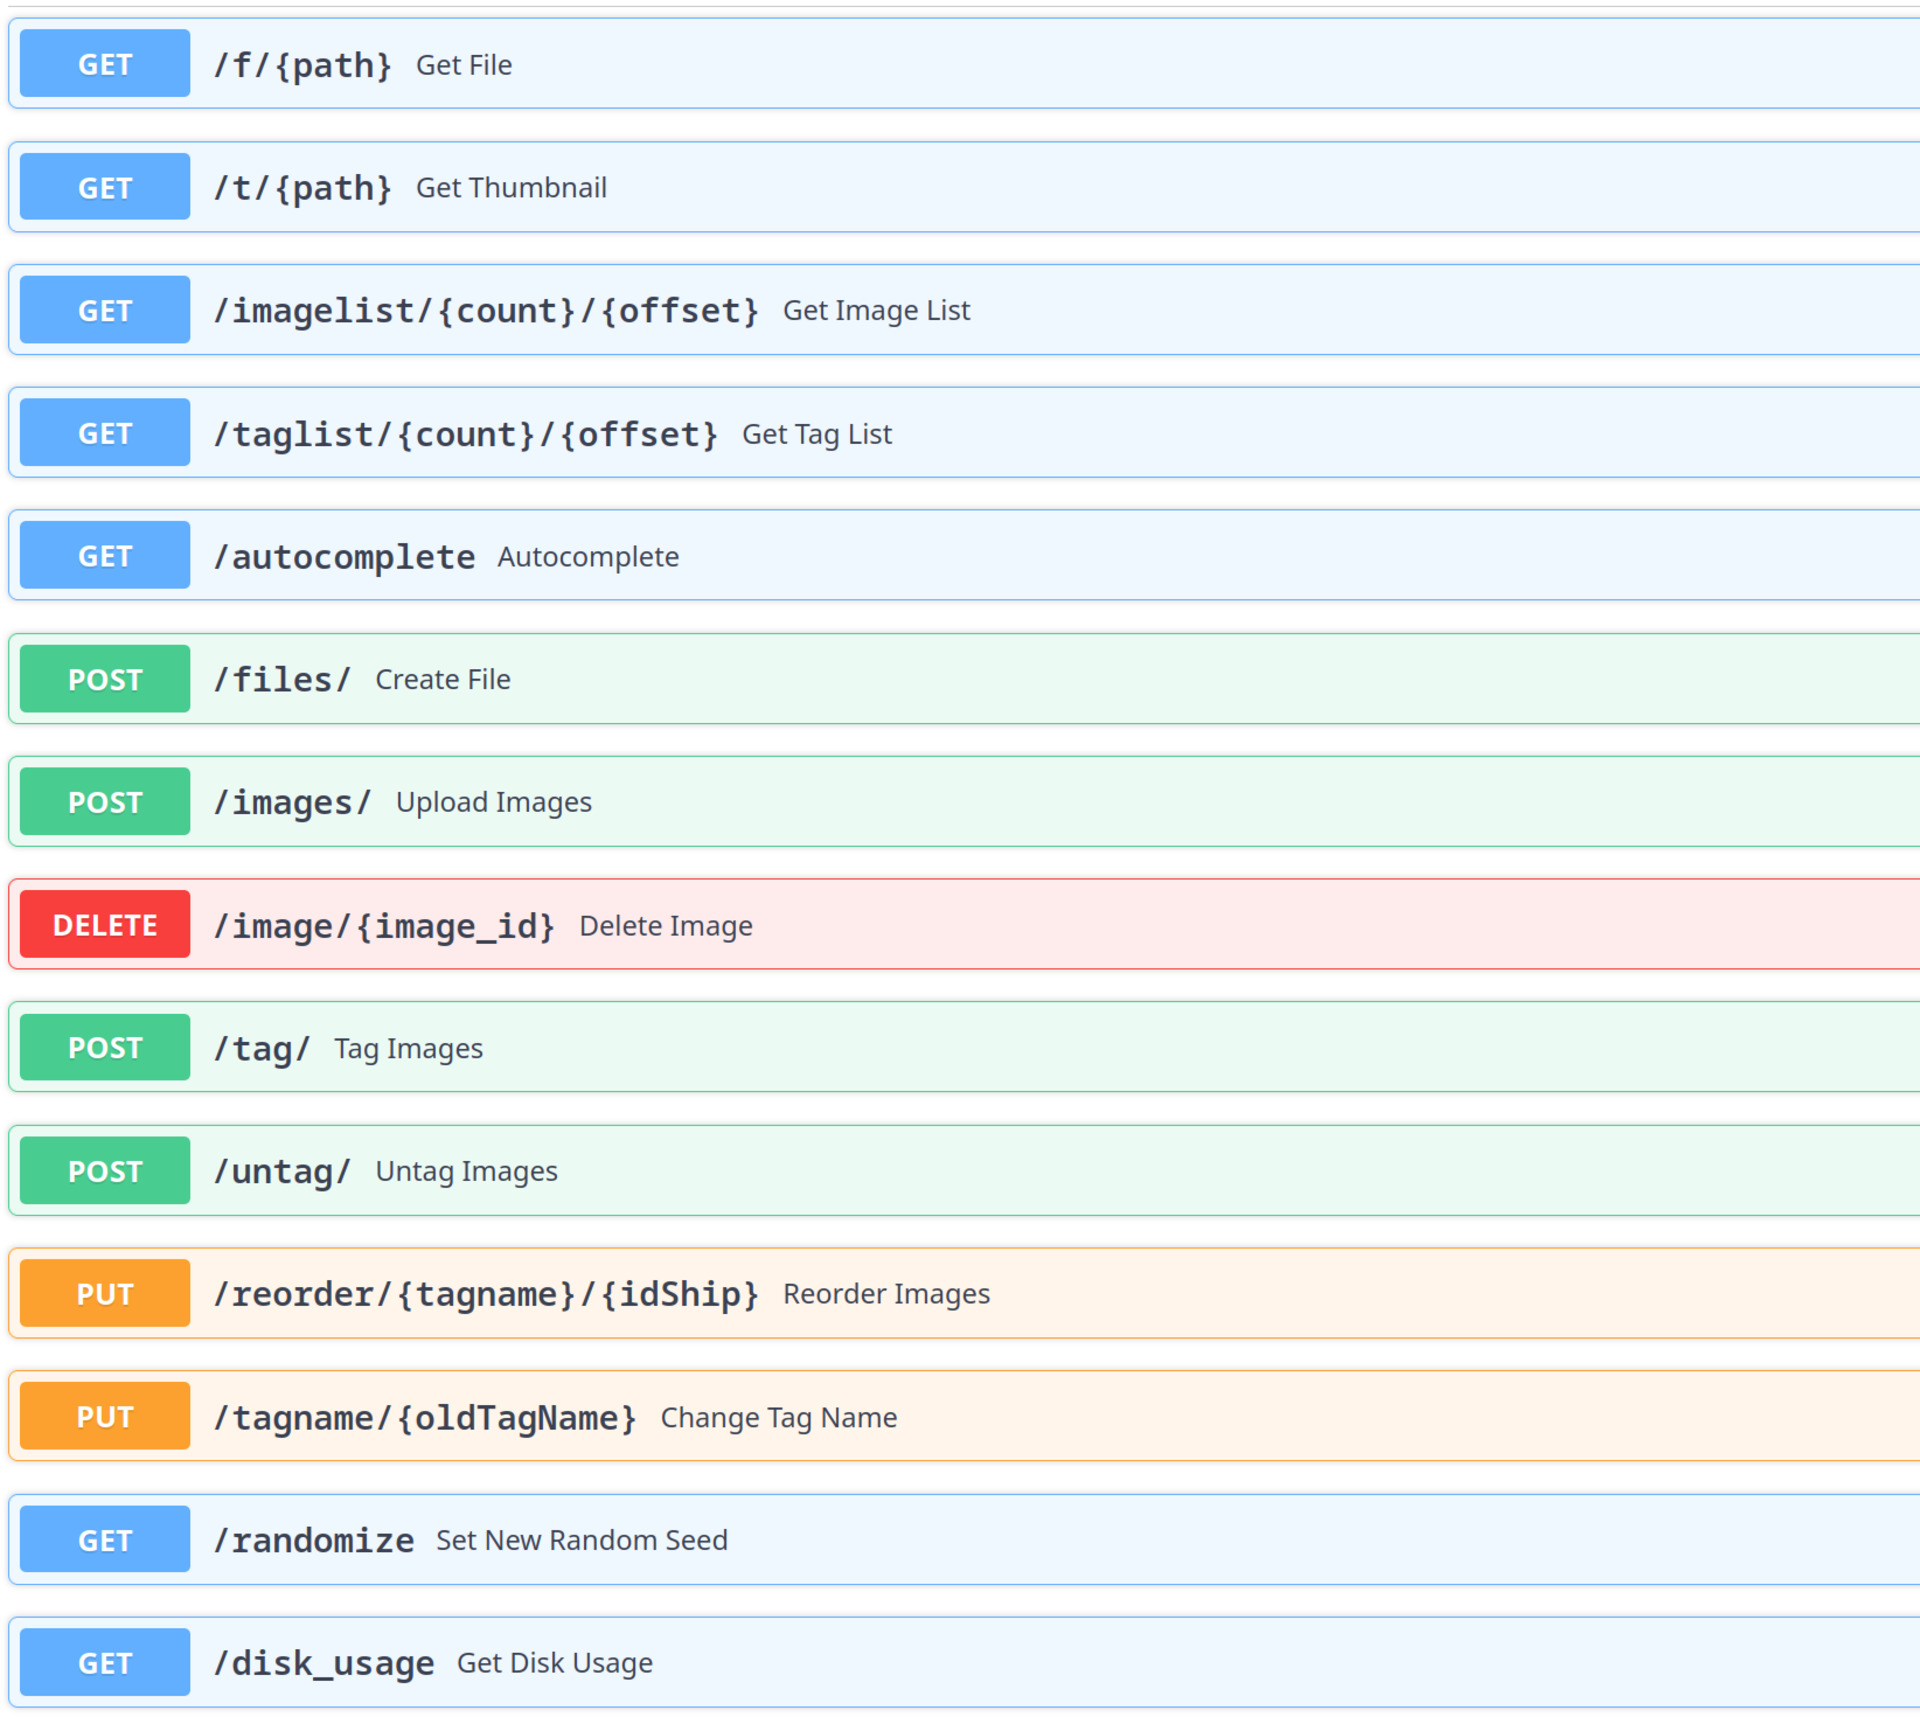 GET /f/{path} Get File
GET /t/{path} Get Thumbnail
GET /imagelist/{count}/{offset} Get Image List
GET /taglist/{count}/{offset} Get Tag List
GET /autocomplete Autocomplete
POST /files/ Create File
POST /images/ Upload Images
DELETE /image/{image_id} Delete Image
POST /tag/ Tag Images
POST /untag/ Untag Images
PUT /reorder/{tagname}/{idShip} Reorder Images
PUT /tagname/{oldTagName} Change Tag Name
GET /randomize Set New Random Seed
GET /disk_usage Get Disk Usage